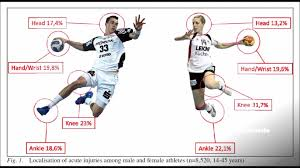 Head 17,4%
Head 13,2%
33
Hand/Wrist 19,8%
Hand/Wrist 19,6%
Knee 31,7%
Knee 23%
Ankle 18,6%
Ankle 22,1%
Fig. 1. Localisation of acute injuries among male and female athletes (n=8,520, 14-45 years)